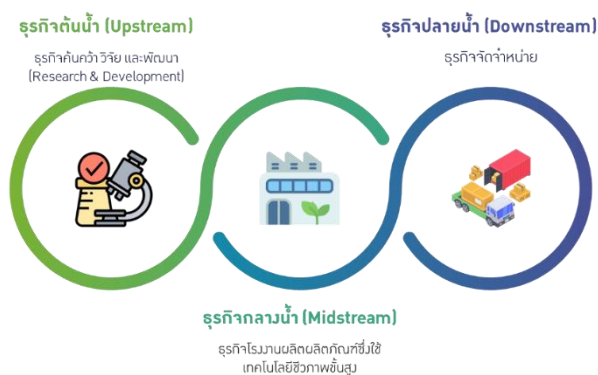 ธุรกิจต้นน้ำ (Upstream)
ธุรกิจค้นคว้า วิจัย และพัฒนา
(Research & Development)
ธุรกิจปลายน้ำ (Downstream)
ธุรกิจจัดจำหน่าย
ธุรกิจกลางน้ำ (Midstream)
ธุรกิจโรงงานผลิตผลิตภัณฑ์ซึ่งใช้
เทคโนโลยีชีวภาพขั้นสูง